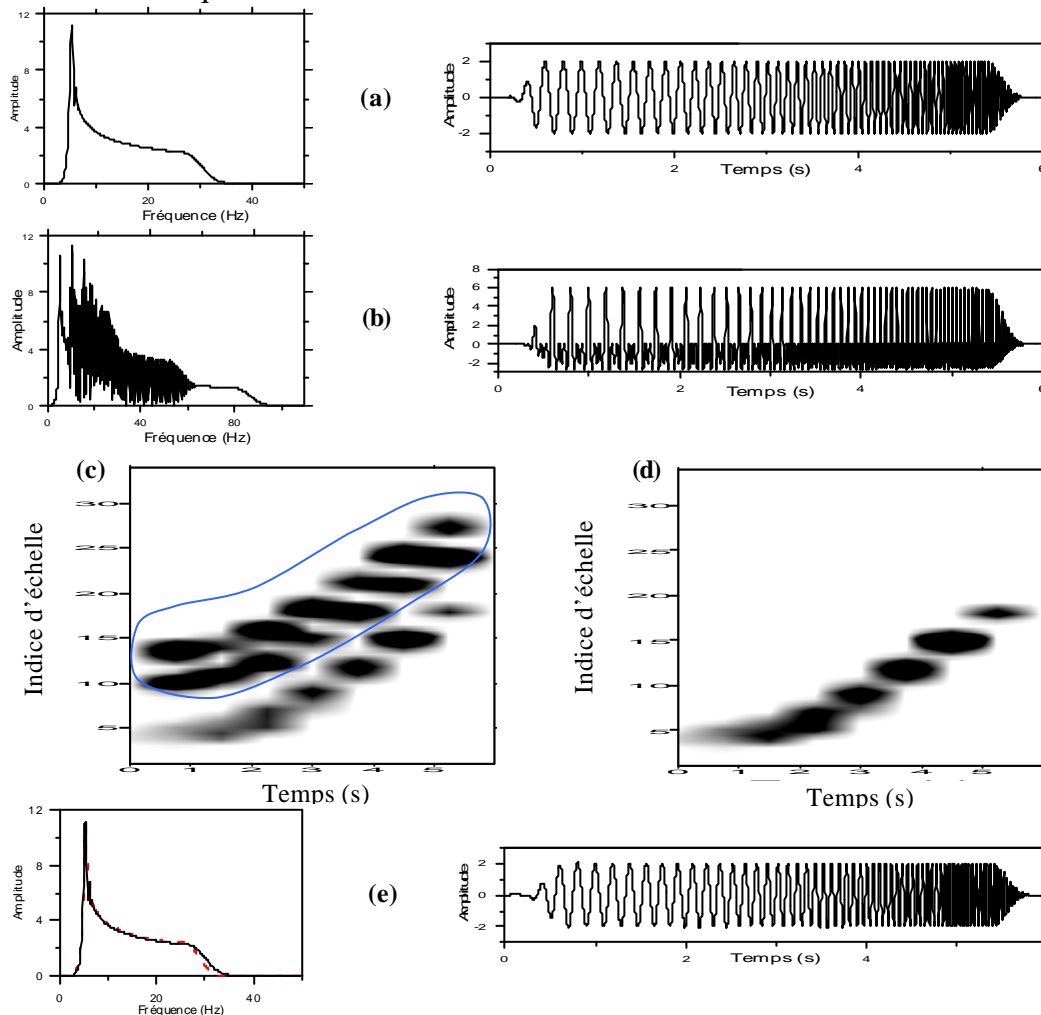 12
8
4
0
Amplitude
0 20 40
Fréquence (Hz)
(a)
2
0
-2
Amplitude
0 2 4 6
Temps (s)
12
8
4
0
Amplitude
0 40 80
Fréquence (Hz)
(b)
8
6
4
2
0
-2
Amplitude
0 2 4 6
Temps (s)
(c)
30
25
20
15
10
5
Indice d'échelle
0 1 2 3 4 5
Temps (s)
(d)
30
25
20
15
10
5
Indice d'échelle
0 1 2 3 4 5
Temps (s)
12
8
4
0
Amplitude
0 20 40
Fréquence (Hz)
(e)
2
0
-2
Amplitude
0 2 4
Temps (s)